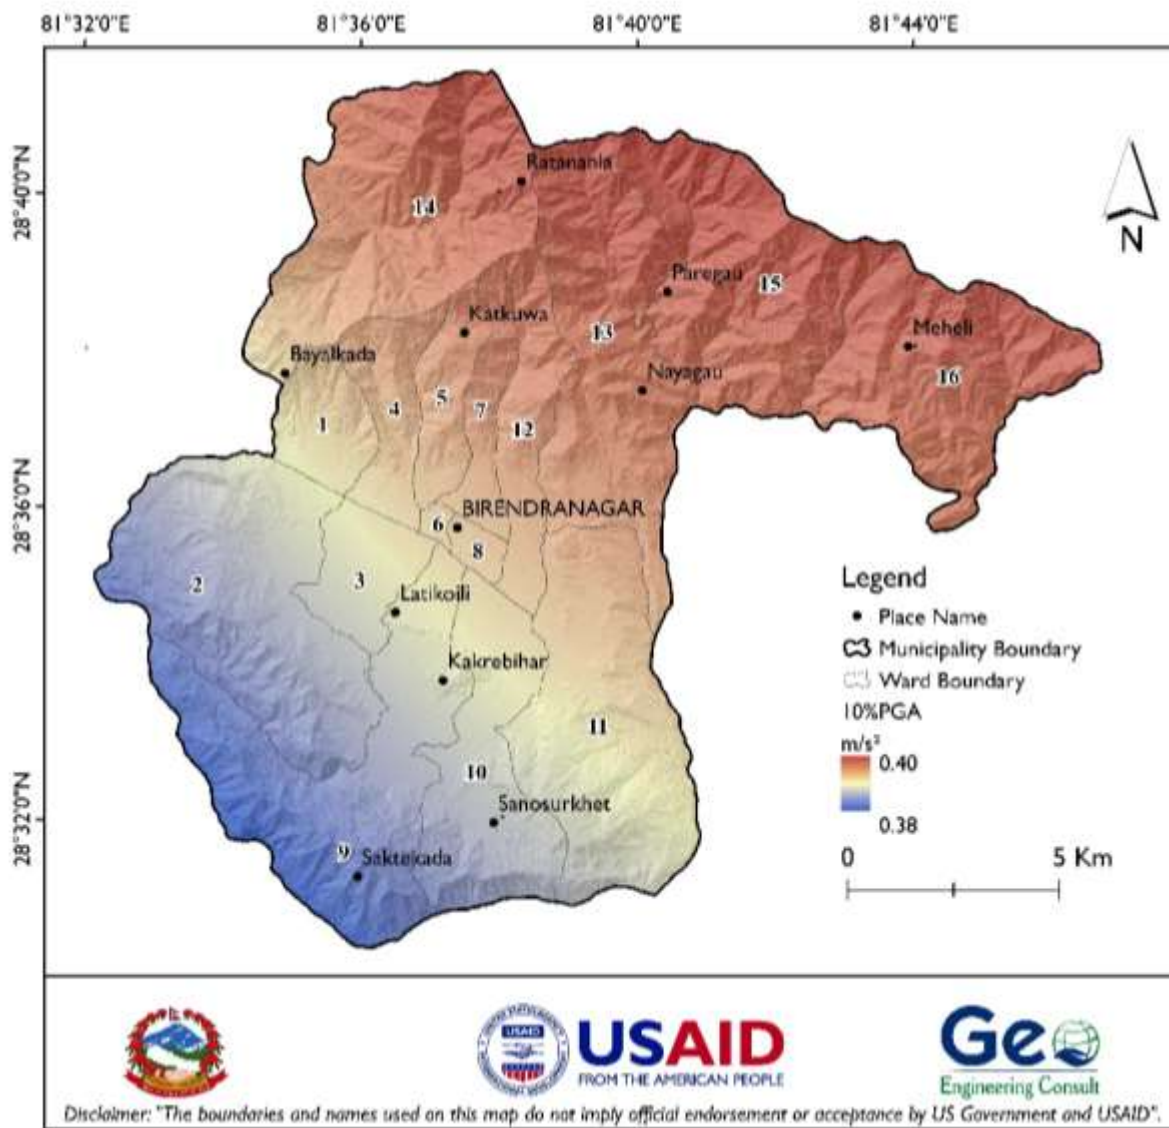 81°32'0"E 81°36'0"E 81°40'0"E 81°44'0"E
28°40'0"N
28°36'0"N
28°32'0"N
N
Ratanania
14
Paregau
15
Katkuwa
13
Meheli
Bayalkada
16
Nayagau
5
4
7
1
12
BIRENDRANAGAR
6
8
2
3
Latikoili
Kakrebihar
11
10
Sanosurkhet
9
Saktekada
Legend
Place Name
Municipality Boundary
Ward Boundary
10%PGA
m/s²
0.40
0.38
0 5 Km
USAID
USAID
FROM THE AMERICAN PEOPLE
Geo
Engineering Consult
Disclaimer: "The boundaries and names used on this map do not imply official endorsement or acceptance by US Government and USAID".